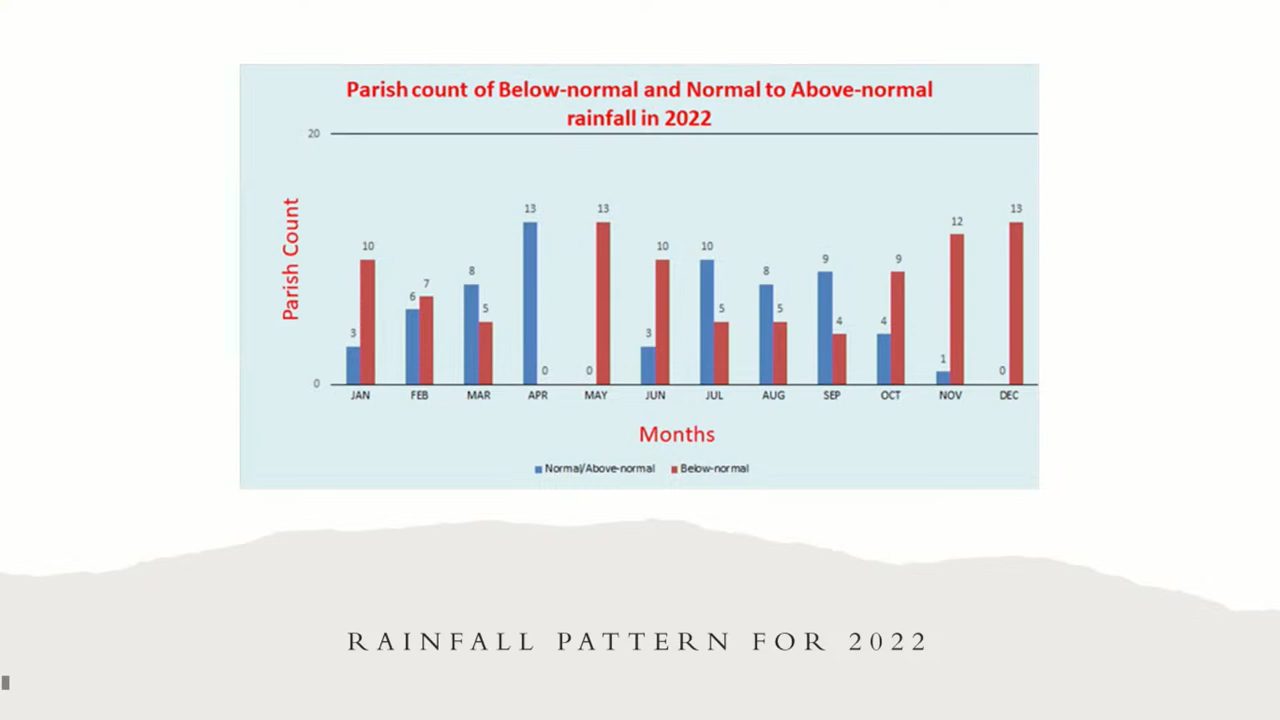 Parish count of Below-normal and Normal to Above-normal
rainfall in 2022
20
Parish Count
0
3 10
6 7
8 5
13 0
0 13
3 10
10 5
8 5
9 4
4 9
1 12
0 13
JAN FEB MAR APR MAY JUN JUL AUG SEP OCT NOV DEC
Months
Normal/Above-normal Below-normal
RAINFALL PATTERN FOR 2022